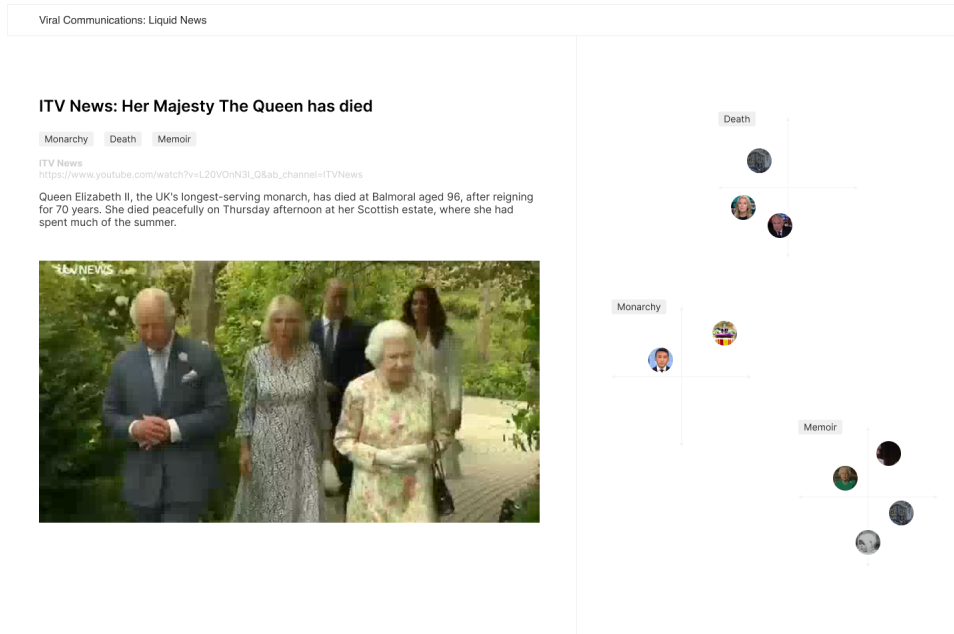 Viral Communications: Liquid News
ITV News: Her Majesty The Queen has died
Monarchy Death Memoir
ITV News
https://www.youtube.com/watch?v=L20VOnN3I_Q&ab_channel=ITVNews
Queen Elizabeth II, the UK's longest-serving monarch, has died at Balmoral aged 96, after reigning
for 70 years. She died peacefully on Thursday afternoon at her Scottish estate, where she had
spent much of the summer.
itv NEWS
Death
Monarchy
Memoir